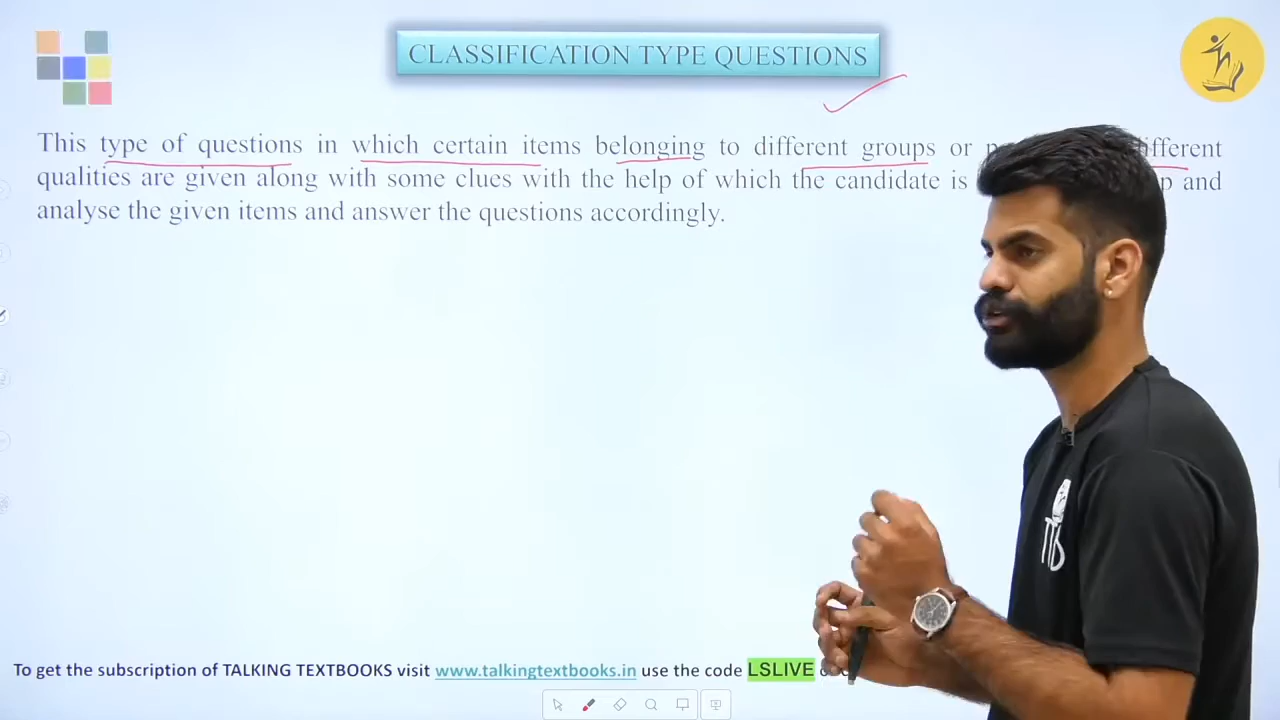 CLASSIFICATION TYPE QUESTIONS
This type of questions in which certain items belonging to different groups or different
qualities are given along with some clues with the help of which the candidate is and
analyse the given items and answer the questions accordingly.
To get the subscription of TALKING TEXTBOOKS visit www.talkingtextbooks.in use the code LSLIVE